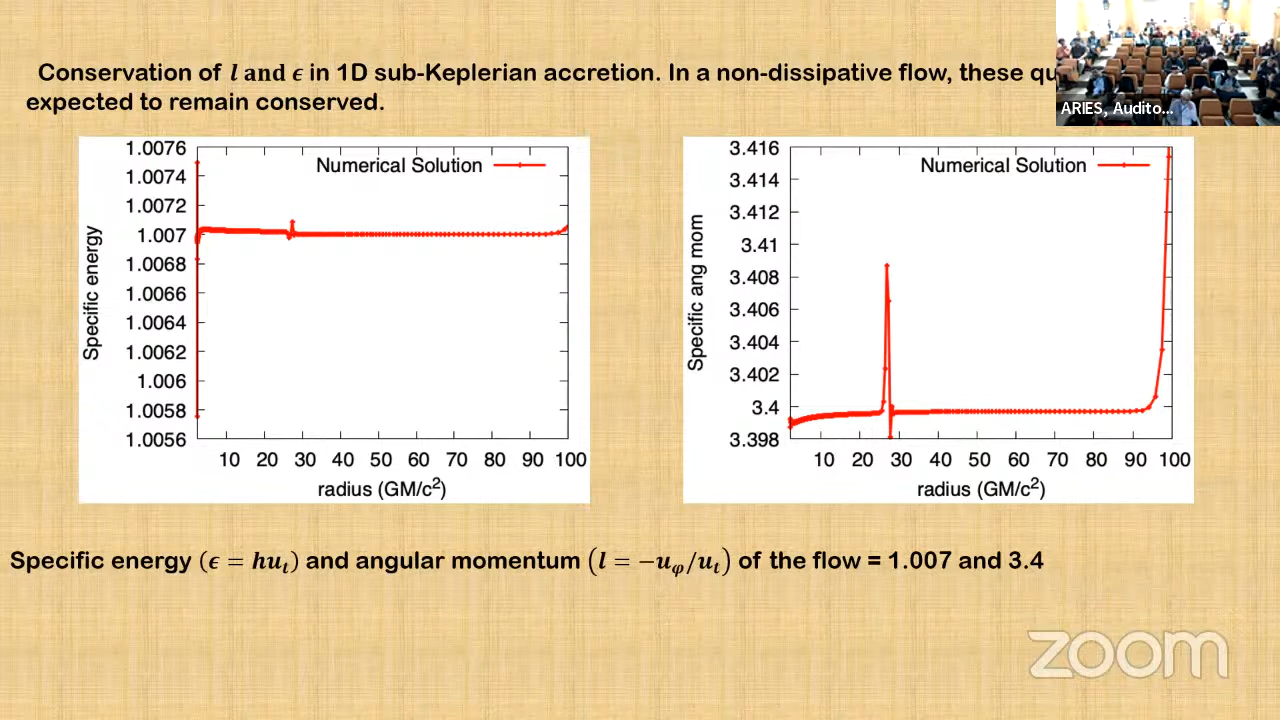 Conservation of l and ϵ in 1D sub-Keplerian accretion. In a non-dissipative flow, these
expected to remain conserved.
ARIES, Audito...
1.0076
1.0074
1.0072
1.007
1.0068
1.0066
1.0064
1.0062
1.006
1.0058
1.0056
Specific energy
Numerical Solution
10 20 30 40 50 60 70 80 90 100
radius (GM/c²)
3.416
3.414
3.412
3.41
3.408
3.406
3.404
3.402
3.4
3.398
Specific ang mom
Numerical Solution
10 20 30 40 50 60 70 80 90 100
radius (GM/c²)
Specific energy (ϵ = huₜ) and angular momentum (l = −uᵩ/uₜ) of the flow = 1.007 and 3.4
zoom